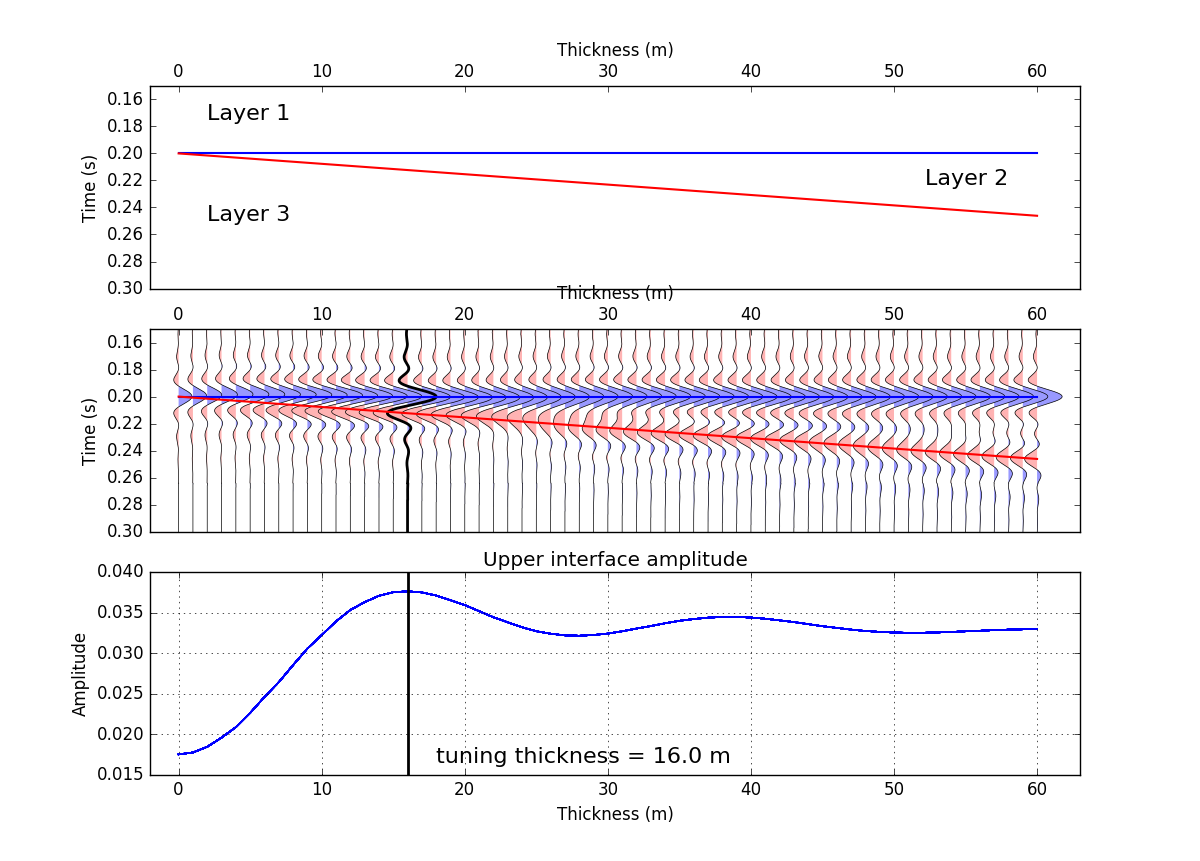 Thickness (m)
0 10 20 30 40 50 60
0.16
Layer 1
0.18
0.20
Time (s)
0.22
Layer 2
0.24
Layer 3
0.26
0.28
0.30
Thickness (m)
0 10 20 30 40 50 60
0.16
0.18
0.20
Time (s)
0.22
0.24
0.26
0.28
0.30
Upper interface amplitude
0.040
0.035
0.030
Amplitude
0.025
0.020
tuning thickness = 16.0 m
0.015
0 10 20 30 40 50 60
Thickness (m)